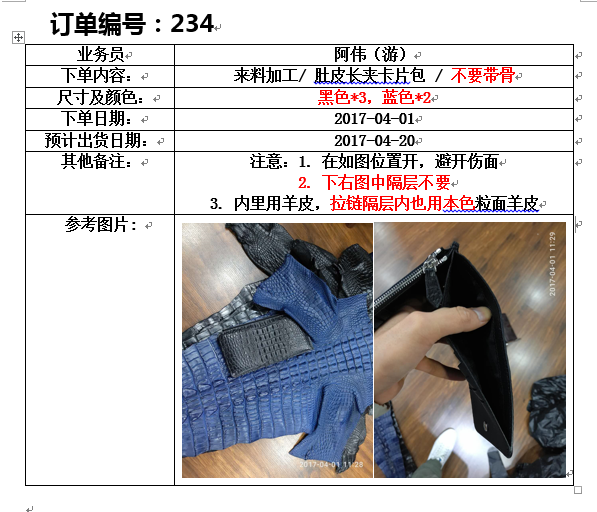 订单编号：234
业务员
阿伟（游）
下单内容：
来料加工/ 肚皮长夹卡片包 / 不要带骨
尺寸及颜色：
黑色*3，蓝色*2
下单日期：
2017-04-01
预计出货日期：
2017-04-20
其他备注：
注意：1. 在如图位置开，避开伤面
2. 下右图中隔层不要
3. 内里用羊皮，拉链隔层内也用本色粒面羊皮
参考图片：
2017-04-01 11:28
2017-04-01 11:29